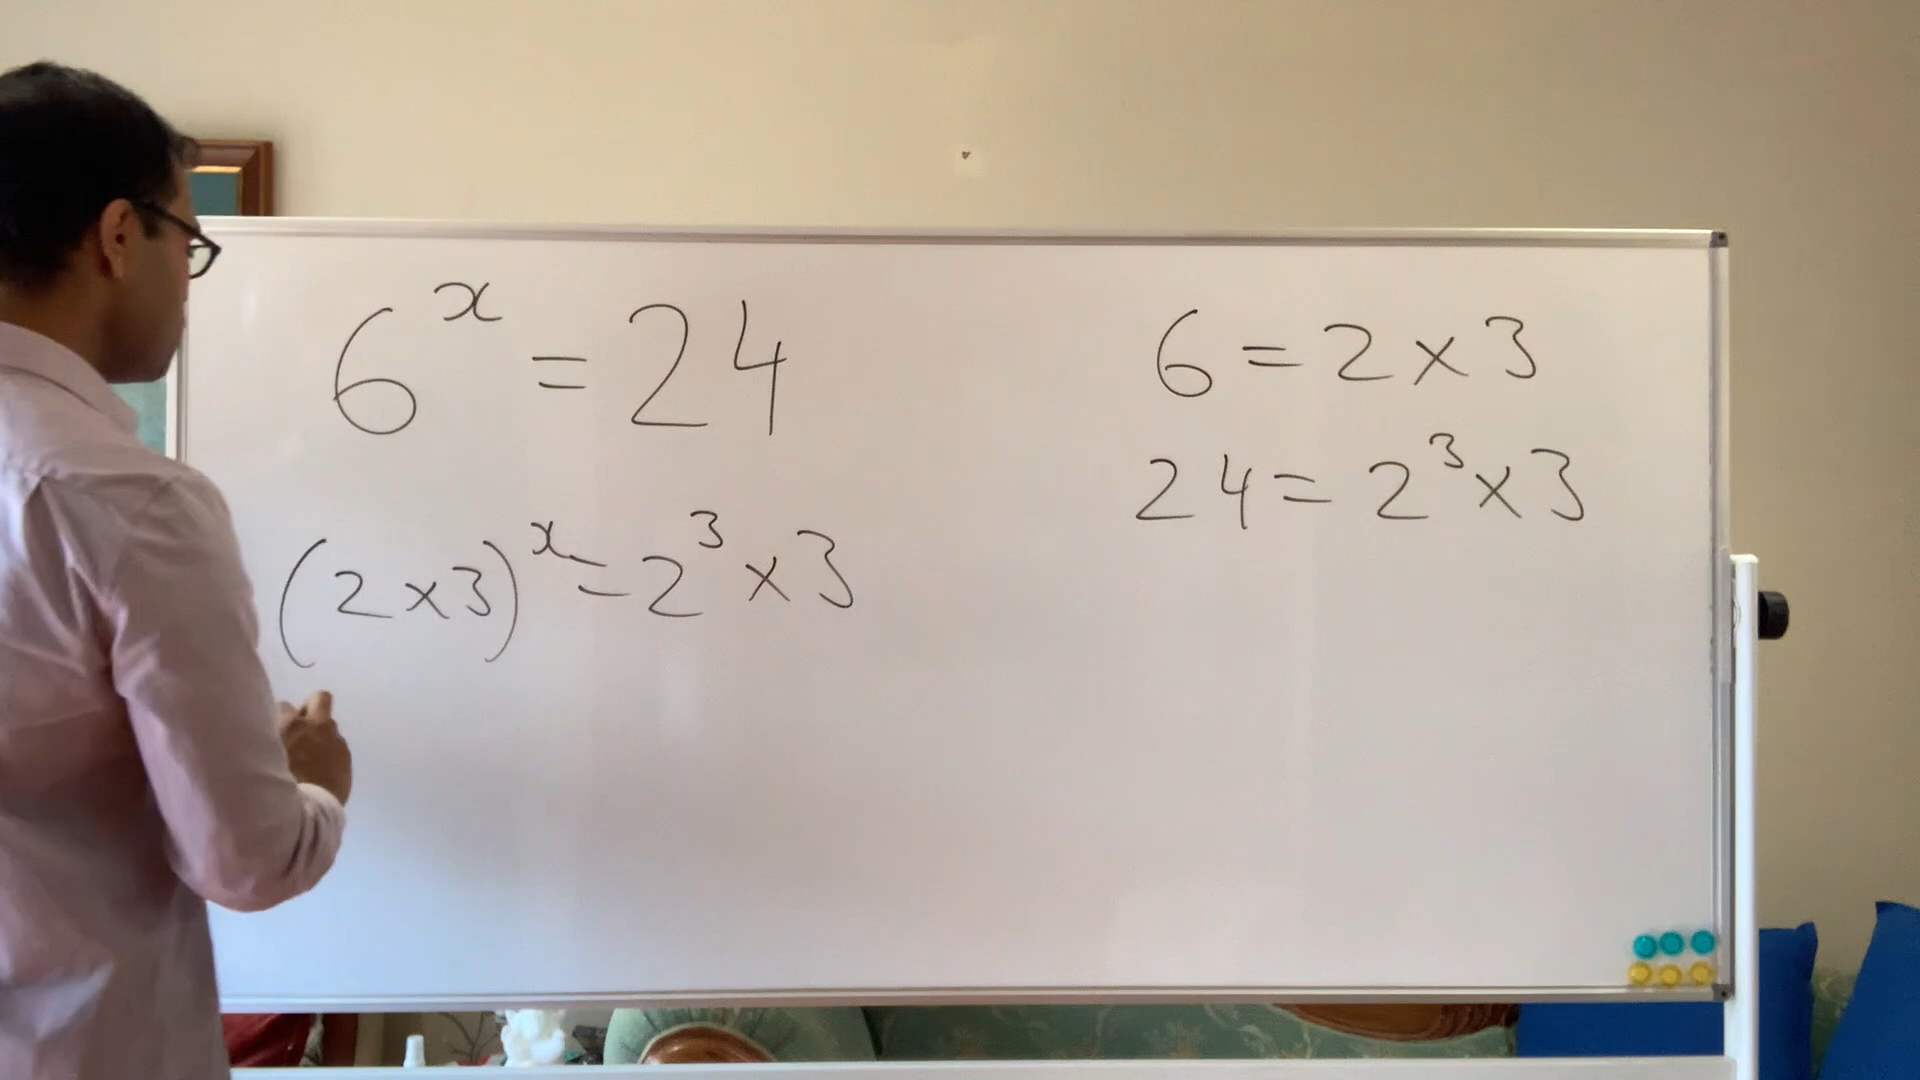 6^x = 24
(2 × 3)^x = 2^3 × 3
6 = 2 × 3
24 = 2^3 × 3